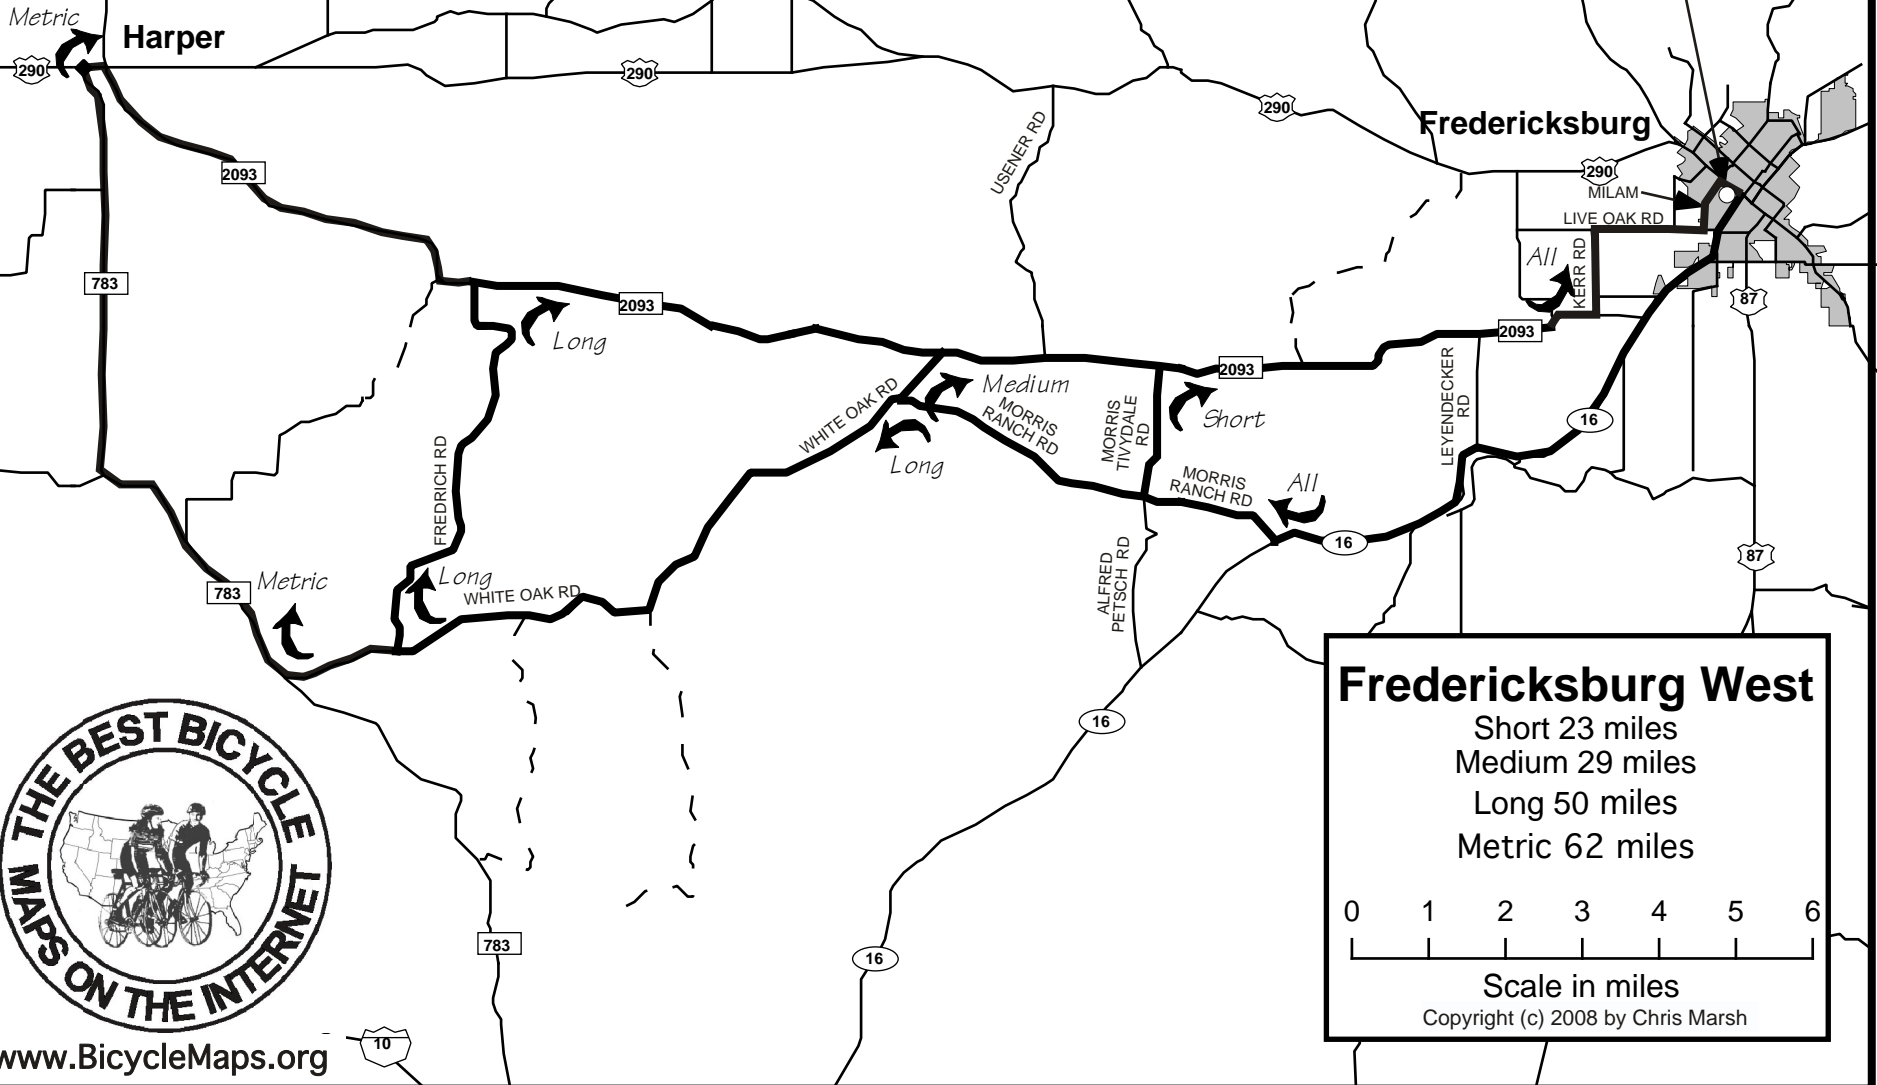 Metric
Harper
290
290
290
Fredericksburg
290
MILAM
LIVE OAK RD
USENER RD
2093
783
2093
Long
All
KERR RD
87
2093
2093
Medium
Short
WHITE OAK RD
MORRIS
RANCH RD
MORRIS
TIVYDALE
RD
LEYENDECKER
RD
16
Long
FREDRICH RD
MORRIS
RANCH RD
All
16
87
783
Metric
Long
WHITE OAK RD
ALFRED
PETSCH RD
16
Fredericksburg West
Short 23 miles
Medium 29 miles
Long 50 miles
Metric 62 miles
0 1 2 3 4 5 6
Scale in miles
Copyright (c) 2008 by Chris Marsh
THE BEST BICYCLE
MAPS ON THE INTERNET
783
16
10
www.BicycleMaps.org